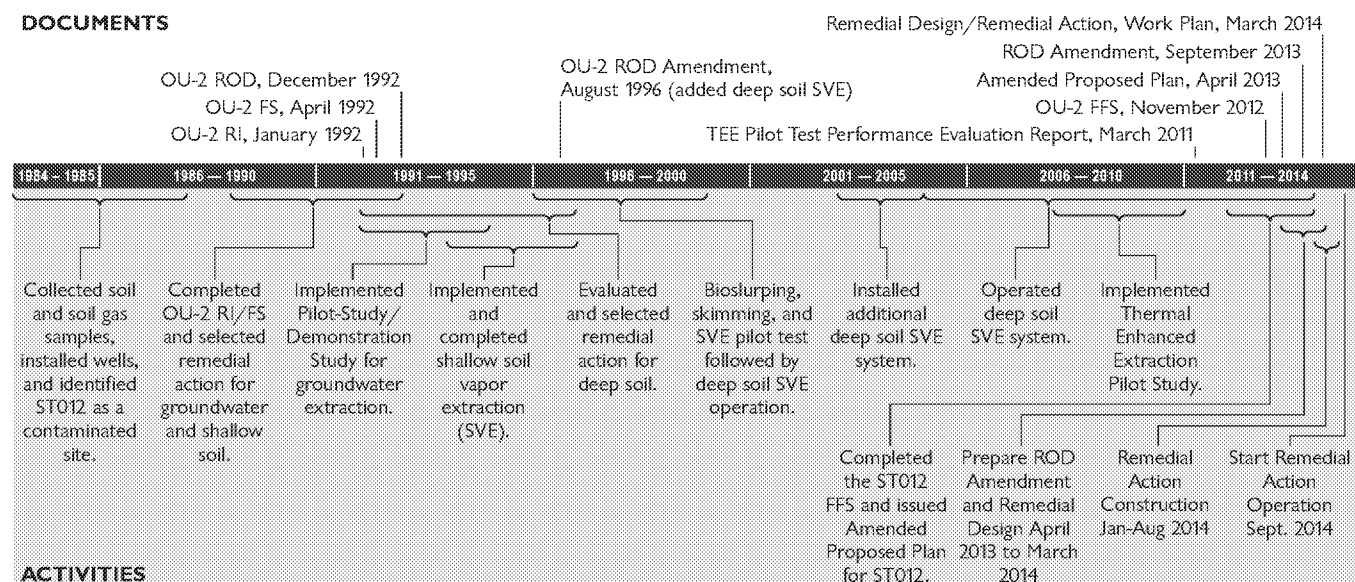 DOCUMENTS
Remedial Design/Remedial Action, Work Plan, March 2014
ROD Amendment, September 2013
Amended Proposed Plan, April 2013
OU-2 FFS, November 2012
TEE Pilot Test Performance Evaluation Report, March 2011
OU-2 ROD Amendment,
August 1996 (added deep soil SVE)
OU-2 ROD, December 1992
OU-2 FS, April 1992
OU-2 RI, January 1992
1984 – 1985
1986 — 1990
1991 — 1995
1996 — 2000
2001 — 2005
2006 — 2010
2011 — 2014
Collected soil
and soil gas
samples,
installed wells,
and identified
ST012 as a
contaminated
site.
Completed
OU-2 RI/FS
and selected
remedial
action for
groundwater
and shallow
soil.
Implemented
Pilot-Study/
Demonstration
Study for
groundwater
extraction.
Implemented
and
completed
shallow soil
vapor
extraction
(SVE).
Evaluated
and selected
remedial
action for
deep soil.
Bioslurping,
skimming, and
SVE pilot test
followed by
deep soil SVE
operation.
Installed
additional
deep soil SVE
system.
Operated
deep soil
SVE system.
Implemented
Thermal
Enhanced
Extraction
Pilot Study.
Completed
the ST012
FFS and issued
Amended
Proposed Plan
for ST012.
Prepare ROD
Amendment
and Remedial
Design April
2013 to March
2014
Remedial
Action
Construction
Jan-Aug 2014
Start Remedial
Action
Operation
Sept. 2014
ACTIVITIES